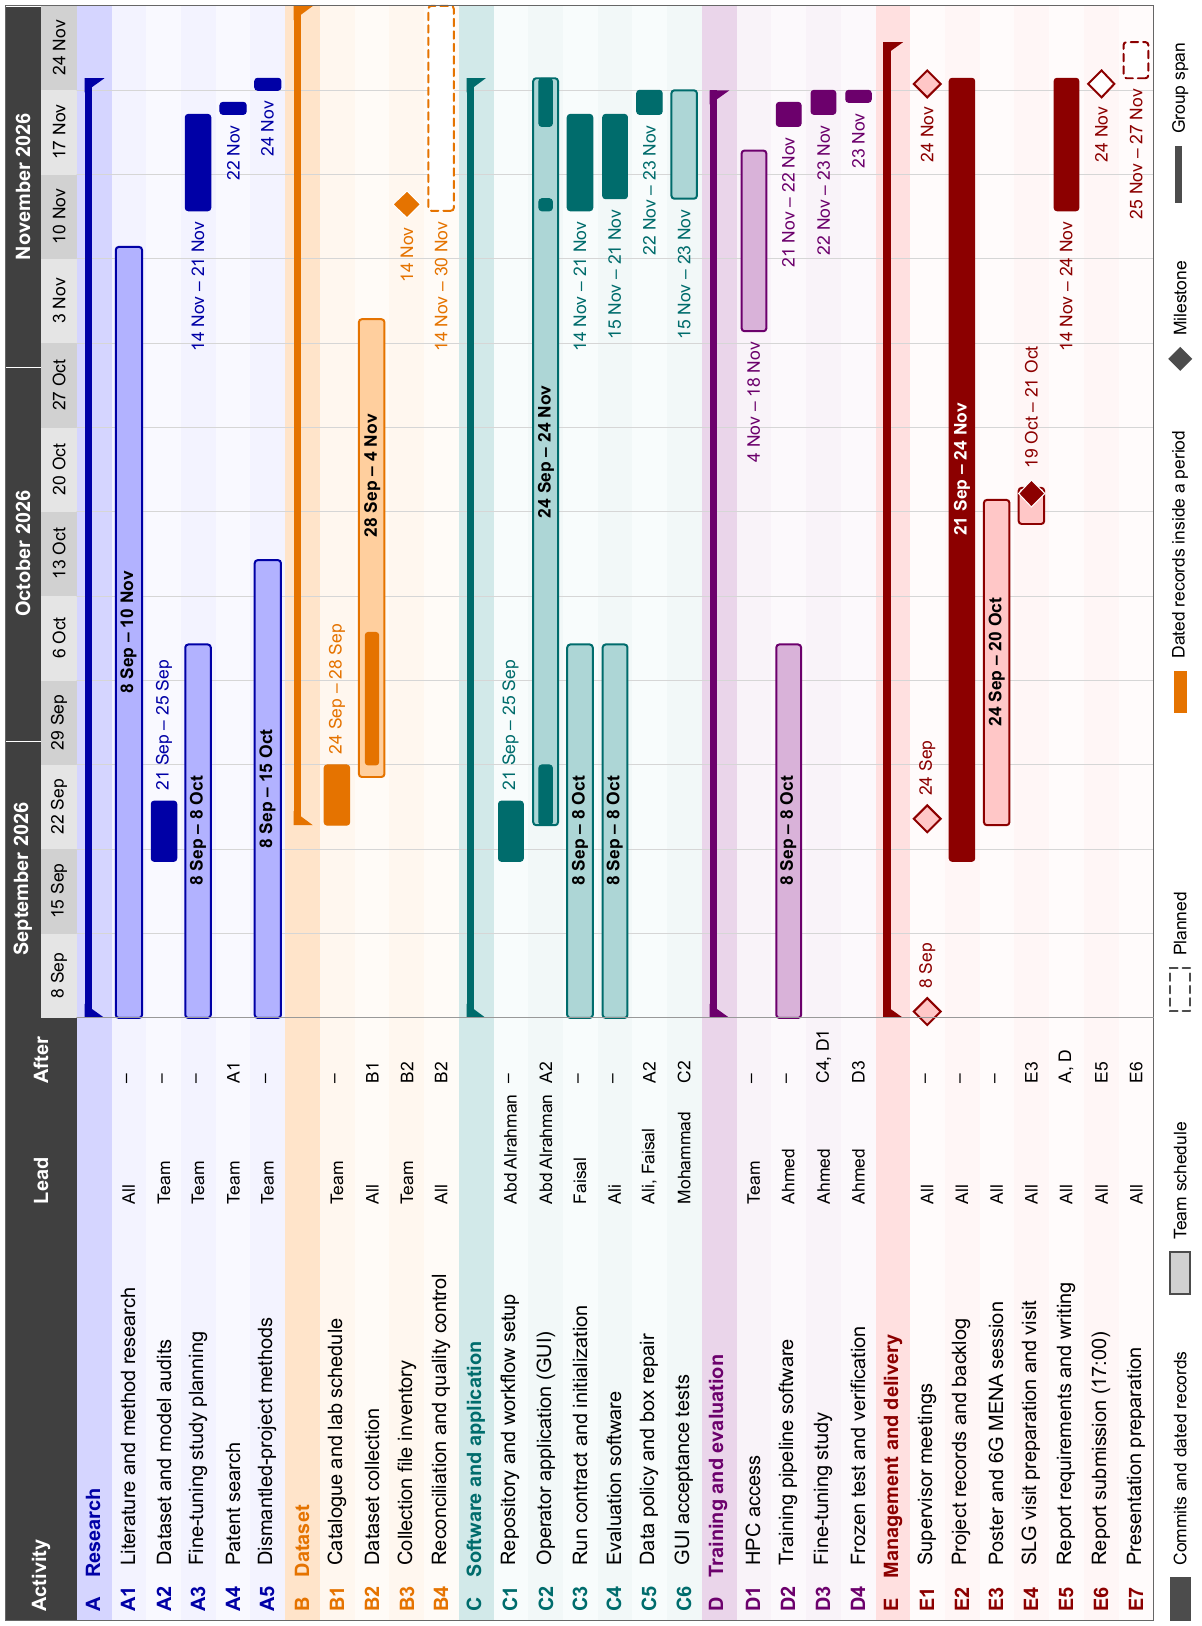 Activity Lead After September 2026 October 2026 November 2026
8 Sep 15 Sep 22 Sep 29 Sep 6 Oct 13 Oct 20 Oct 27 Oct 3 Nov 10 Nov 17 Nov 24 Nov
A Research
A1 Literature and method research All – 8 Sep – 10 Nov
A2 Dataset and model audits Team – 21 Sep – 25 Sep
A3 Fine-tuning study planning Team – 8 Sep – 8 Oct 14 Nov – 21 Nov
A4 Patent search Team A1 22 Nov
A5 Dismantled-project methods Team – 8 Sep – 15 Oct 24 Nov
B Dataset
B1 Catalogue and lab schedule Team – 24 Sep – 28 Sep
B2 Dataset collection All B1 28 Sep – 4 Nov
B3 Collection file inventory Team B2 14 Nov
B4 Reconciliation and quality control All B2 14 Nov – 30 Nov
C Software and application
C1 Repository and workflow setup Abd Alrahman – 21 Sep – 25 Sep
C2 Operator application (GUI) Abd Alrahman A2 24 Sep – 24 Nov
C3 Run contract and initialization Faisal – 8 Sep – 8 Oct 14 Nov – 21 Nov
C4 Evaluation software Ali – 8 Sep – 8 Oct 15 Nov – 21 Nov
C5 Data policy and box repair Ali, Faisal A2 22 Nov – 23 Nov
C6 GUI acceptance tests Mohammad C2 15 Nov – 23 Nov
D Training and evaluation
D1 HPC access Team – 4 Nov – 18 Nov
D2 Training pipeline software Ahmed – 8 Sep – 8 Oct 21 Nov – 22 Nov
D3 Fine-tuning study Ahmed C4, D1 22 Nov – 23 Nov
D4 Frozen test and verification Ahmed D3 23 Nov
E Management and delivery
E1 Supervisor meetings All – 8 Sep 24 Sep 24 Nov
E2 Project records and backlog All – 21 Sep – 24 Nov
E3 Poster and 6G MENA session All – 24 Sep – 20 Oct
E4 SLG visit preparation and visit All E3 19 Oct – 21 Oct
E5 Report requirements and writing All A, D 14 Nov – 24 Nov
E6 Report submission (17:00) All E5 24 Nov
E7 Presentation preparation All E6 25 Nov – 27 Nov
Commits and dated records Team schedule Planned Dated records inside a period Milestone Group span